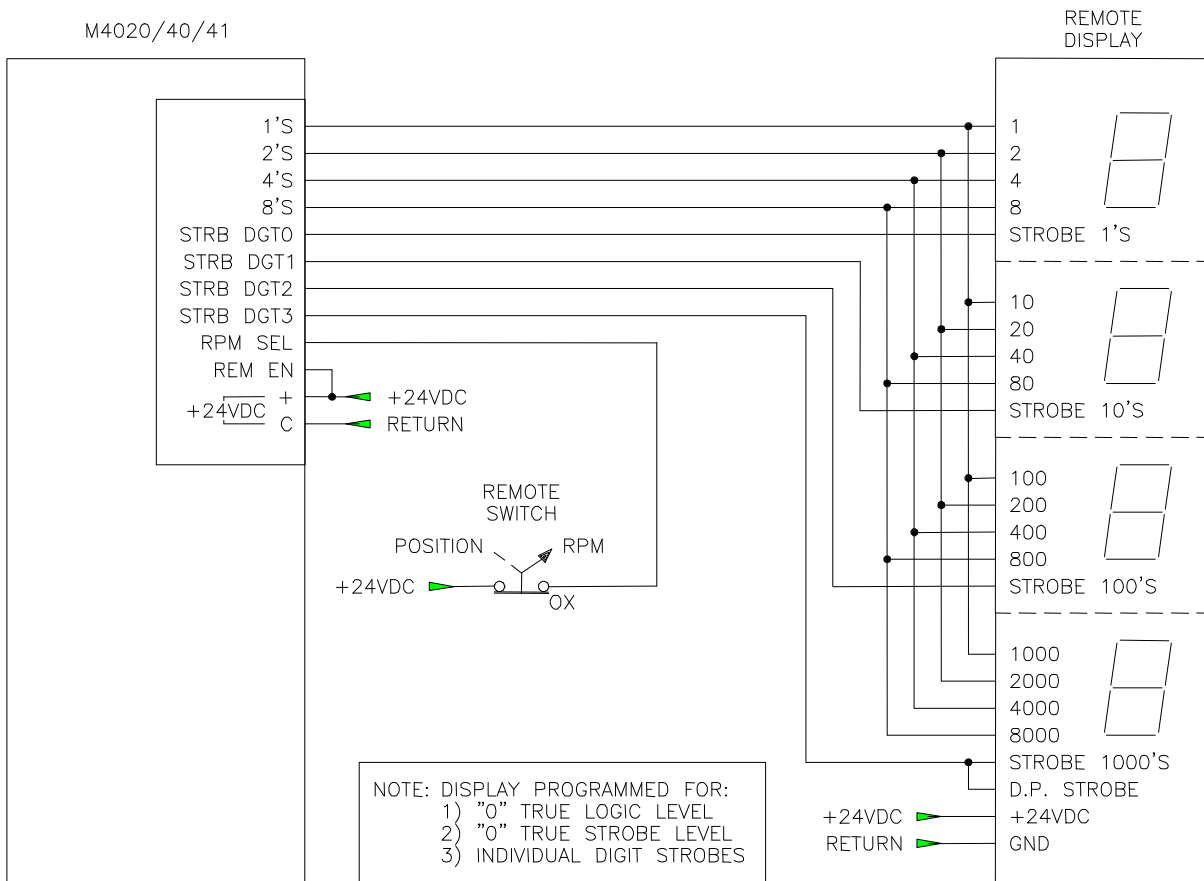 M4020/40/41
1'S
2'S
4'S
8'S
STRB DGT0
STRB DGT1
STRB DGT2
STRB DGT3
RPM SEL
REM EN
+
+24VDC
C
+24VDC
RETURN
REMOTE
SWITCH
POSITION
RPM
+24VDC
OX
NOTE: DISPLAY PROGRAMMED FOR:
1) "0" TRUE LOGIC LEVEL
2) "0" TRUE STROBE LEVEL
3) INDIVIDUAL DIGIT STROBES
REMOTE
DISPLAY
1
2
4
8
STROBE 1'S
10
20
40
80
STROBE 10'S
100
200
400
800
STROBE 100'S
1000
2000
4000
8000
STROBE 1000'S
D.P. STROBE
+24VDC
+24VDC
RETURN
GND